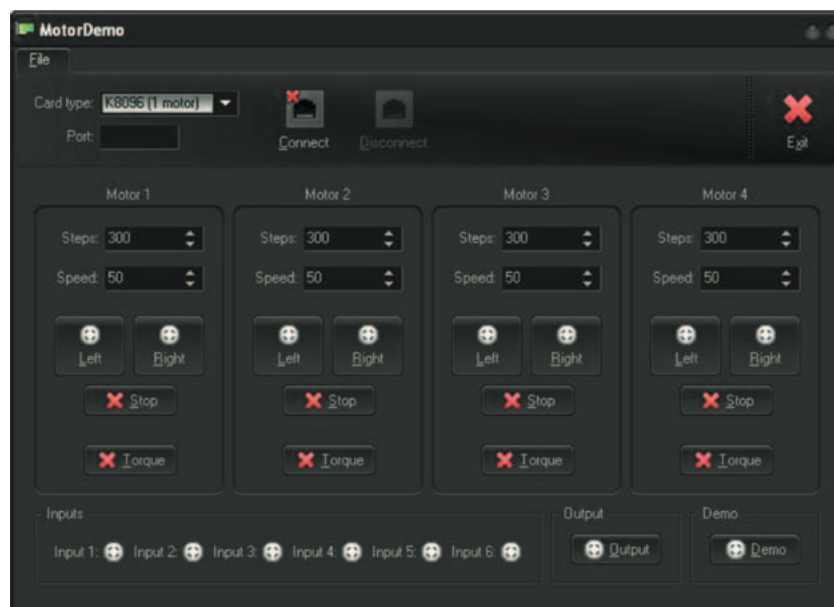 MotorDemo
File
Card type: K8096 (1 motor)
Port:
Connect Disconnect Exit
Motor 1 Motor 2 Motor 3 Motor 4
Steps: 300 Steps: 300 Steps: 300 Steps: 300
Speed: 50 Speed: 50 Speed: 50 Speed: 50
Left Right Left Right Left Right Left Right
Stop Stop Stop Stop
Torque Torque Torque Torque
Inputs Output Demo
Input 1: Input 2: Input 3: Input 4: Input 5: Input 6: Output Demo